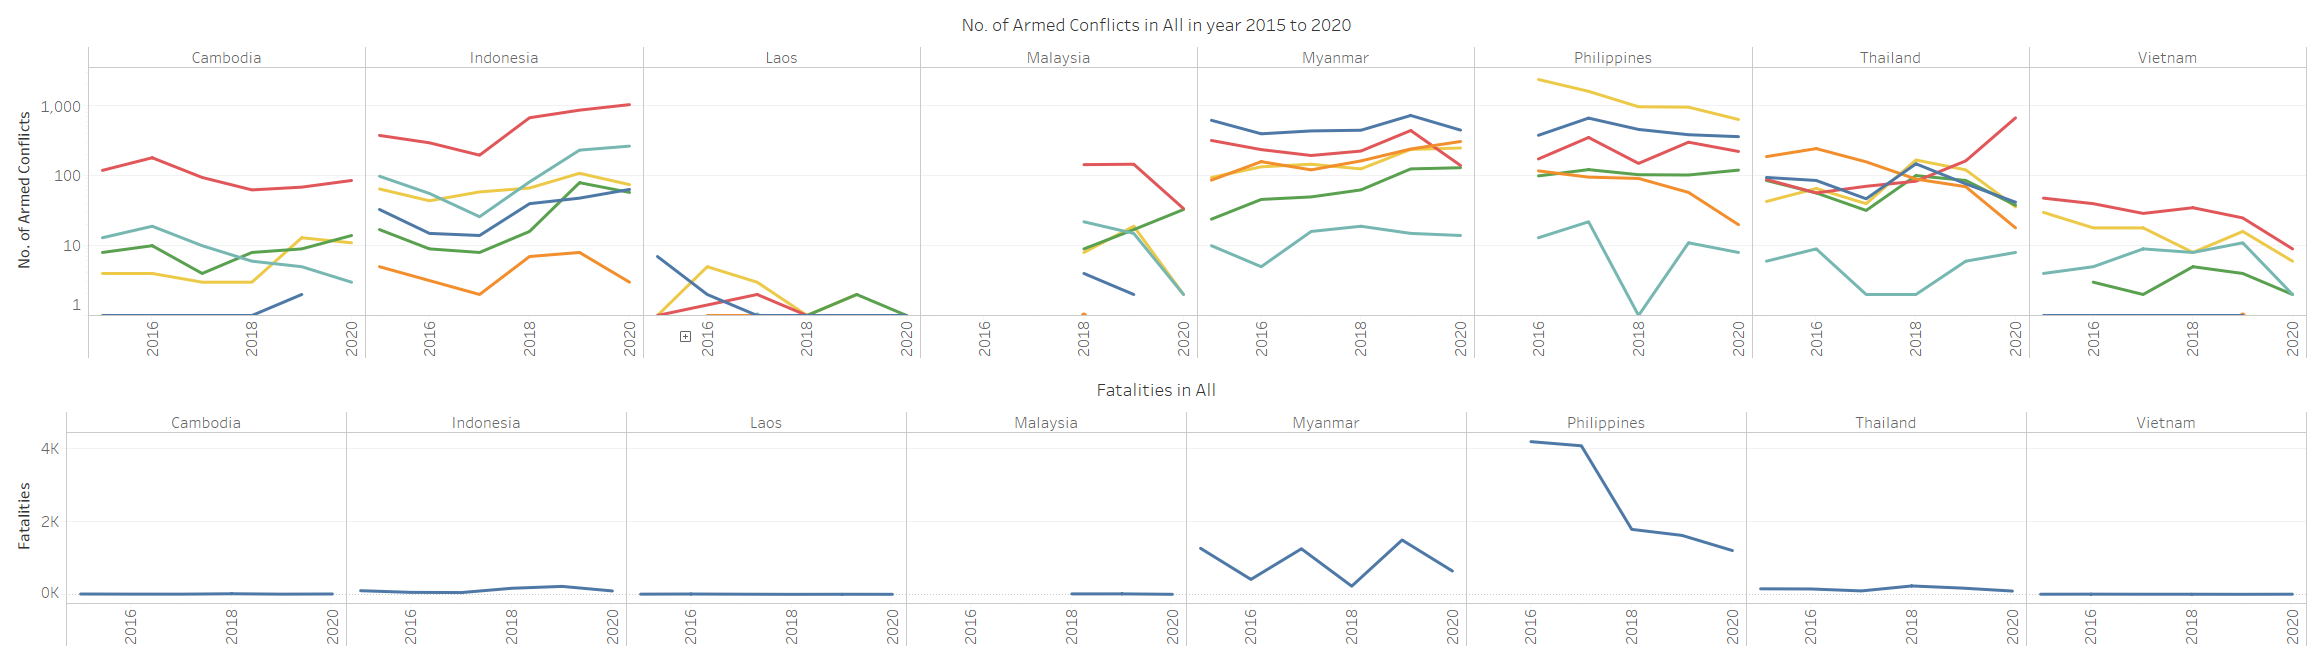 No. of Armed Conflicts in All in year 2015 to 2020
Cambodia Indonesia Laos Malaysia Myanmar Philippines Thailand Vietnam
No. of Armed Conflicts
1,000
100
10
1
2016 2018 2020 2016 2018 2020 2016 2018 2020 2016 2018 2020 2016 2018 2020 2016 2018 2020 2016 2018 2020 2016 2018 2020
Fatalities in All
Cambodia Indonesia Laos Malaysia Myanmar Philippines Thailand Vietnam
Fatalities
4K
2K
0K
2016 2018 2020 2016 2018 2020 2016 2018 2020 2016 2018 2020 2016 2018 2020 2016 2018 2020 2016 2018 2020 2016 2018 2020